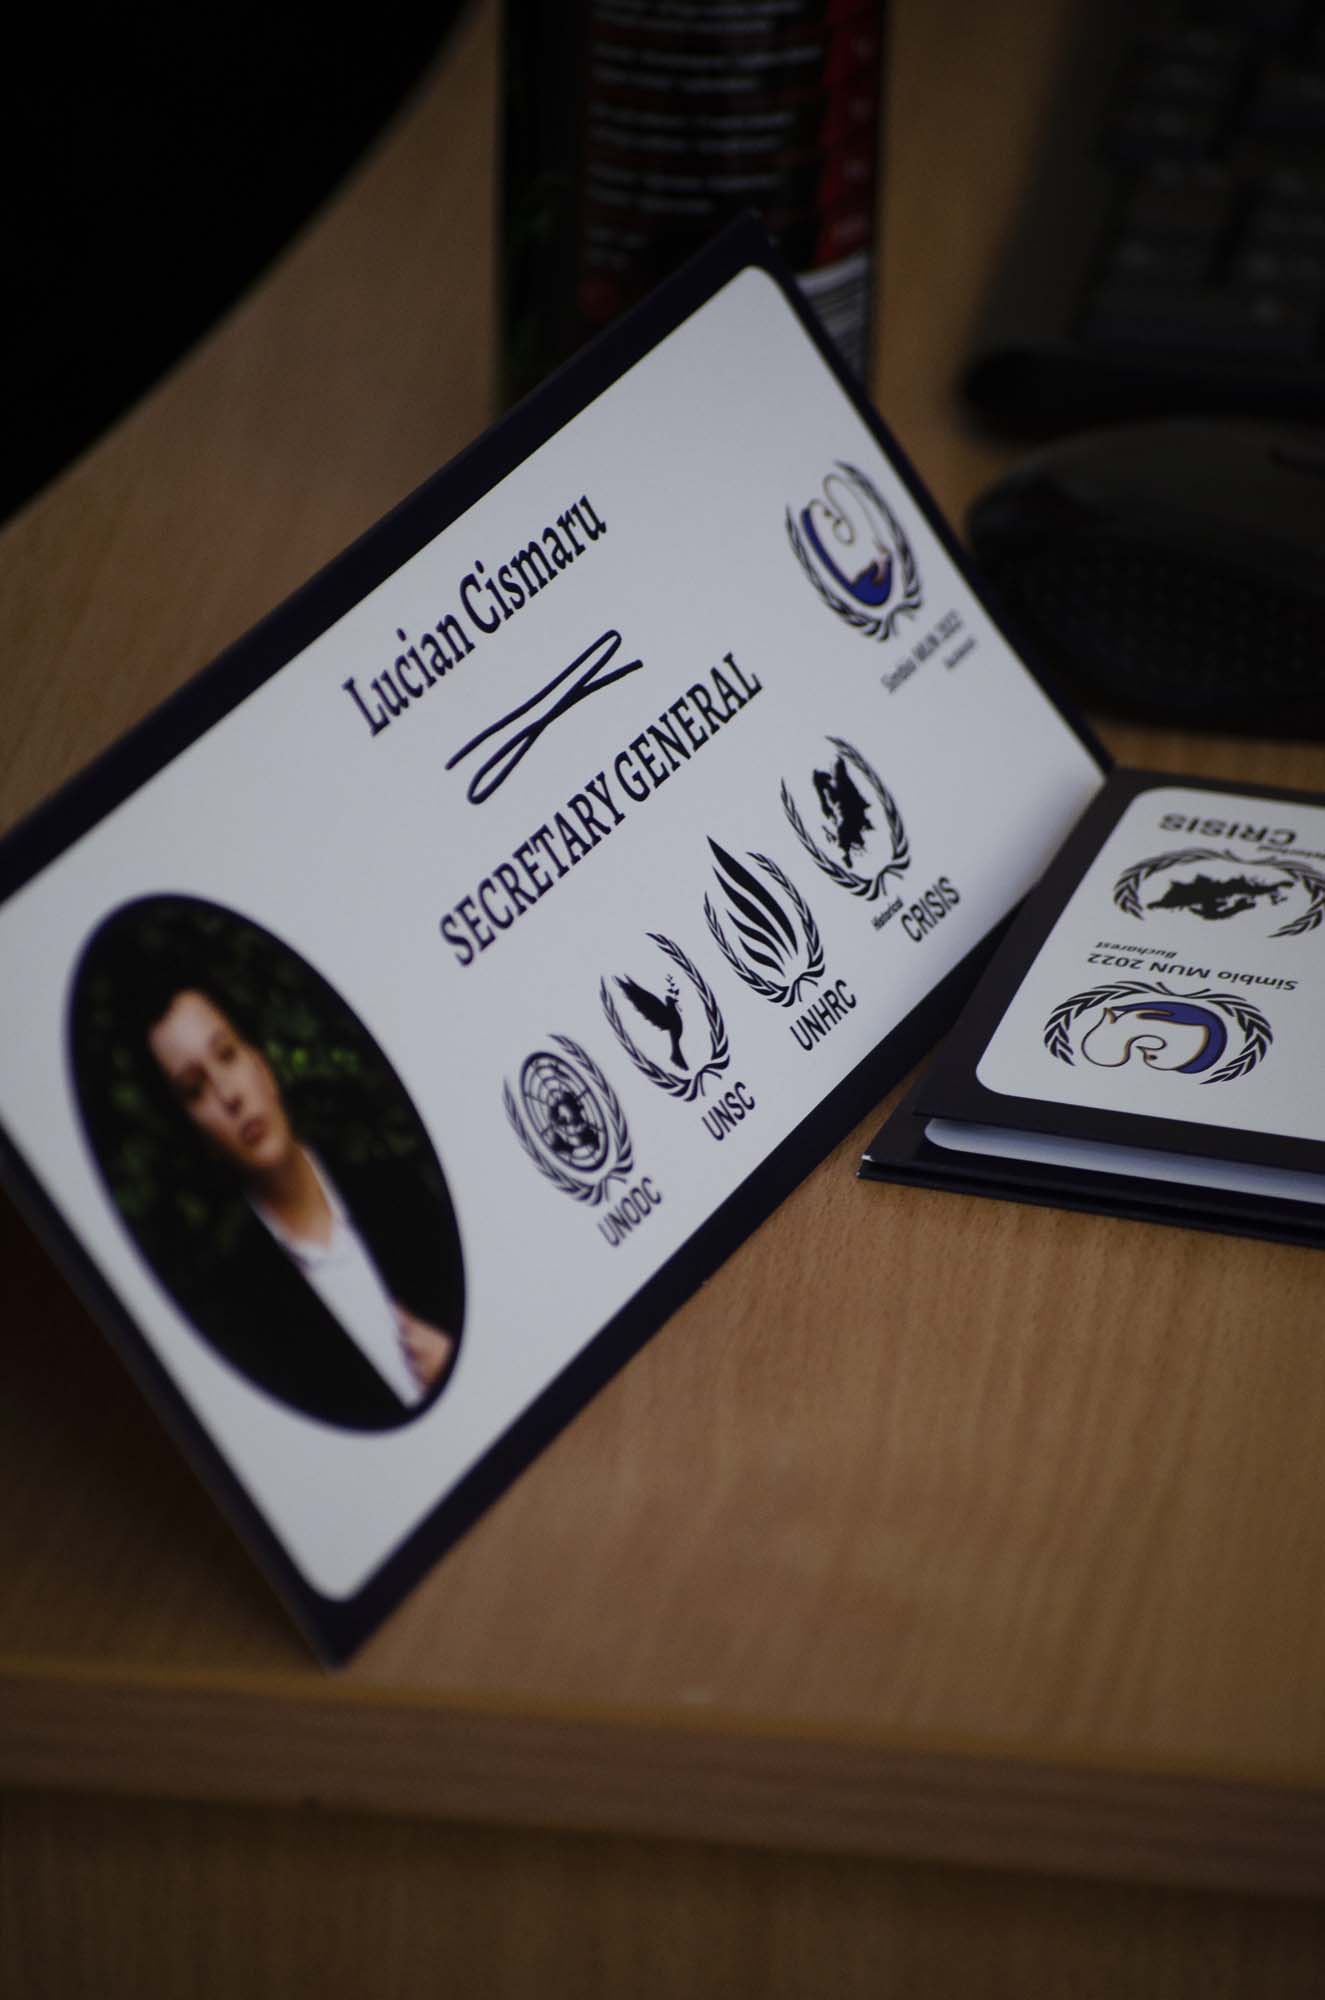 Lucian Cismaru
SECRETARY GENERAL
Simbio MUN 2022
UNODC
UNSC
UNHRC
Historical
CRISIS
CRISIS
Simbio MUN 2022
Bucharest